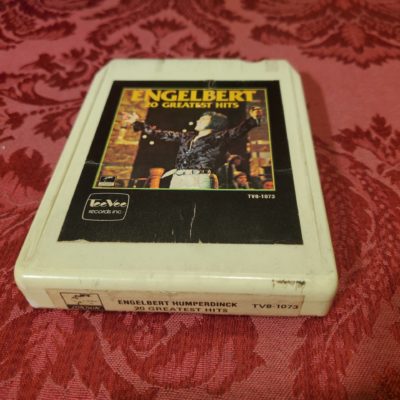 ENGELBERT
20 GREATEST HITS
TV8-1073
TeeVee
records inc.
ENGELBERT HUMPERDINCK
20 GREATEST HITS
TV8-1073